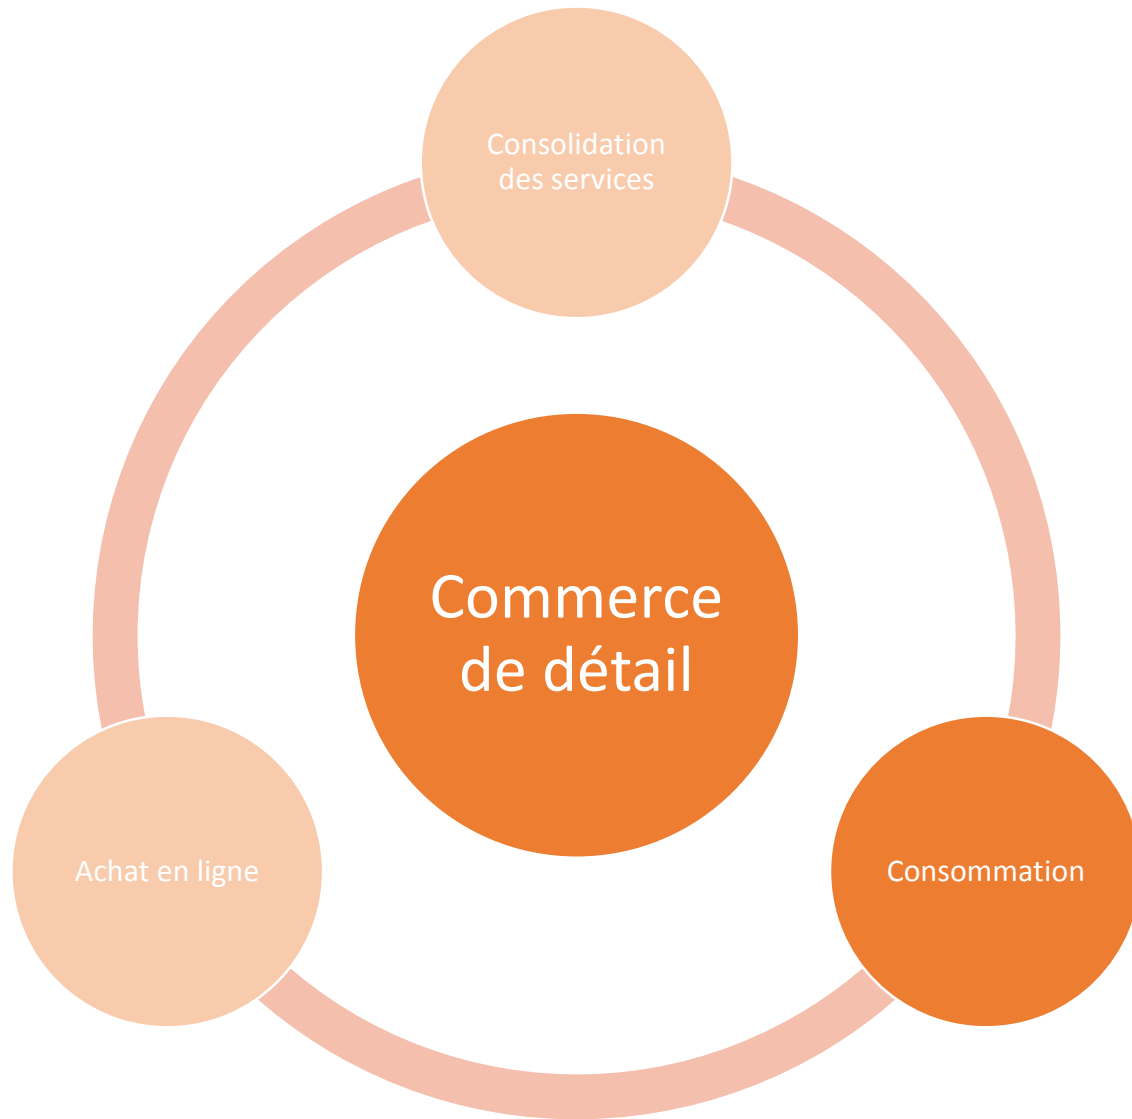 Consolidation
des services
Commerce
de détail
Achat en ligne
Consommation